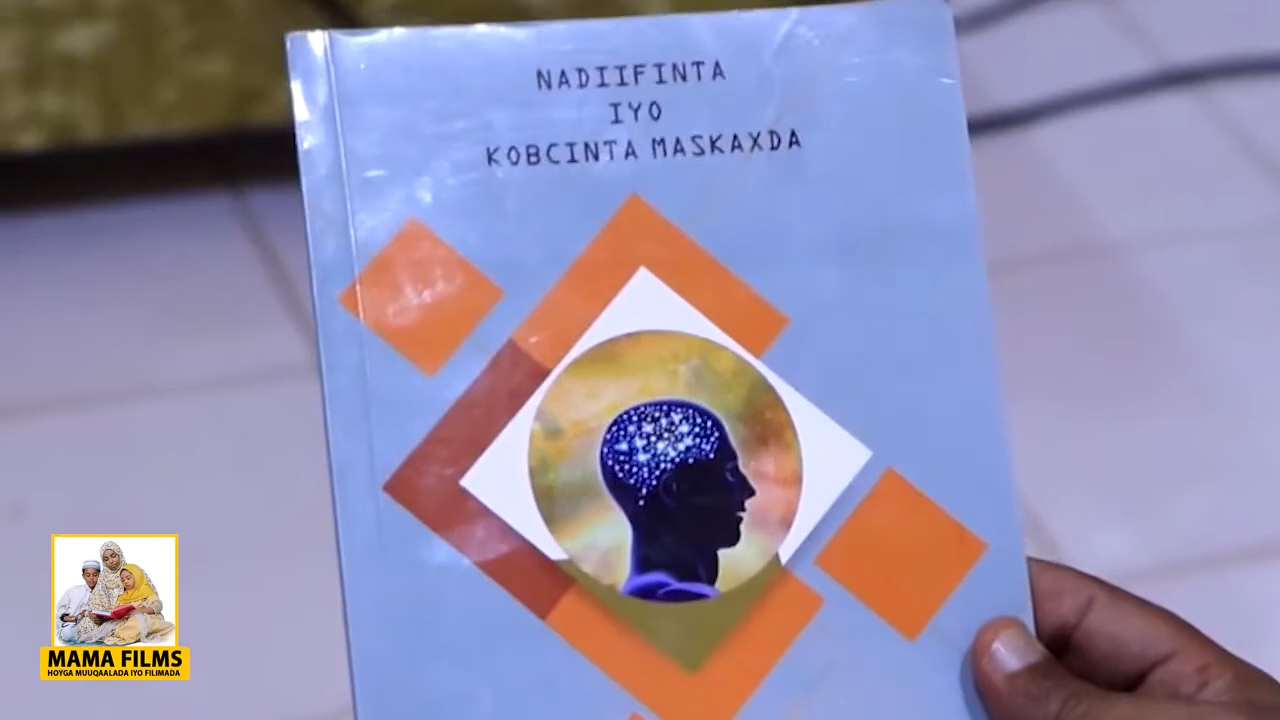 NADIIFINTA
IYO
KOBCINTA MASKAXDA
MAMA FILMS
HOYGA MUUQAALADA IYO FILIMADA